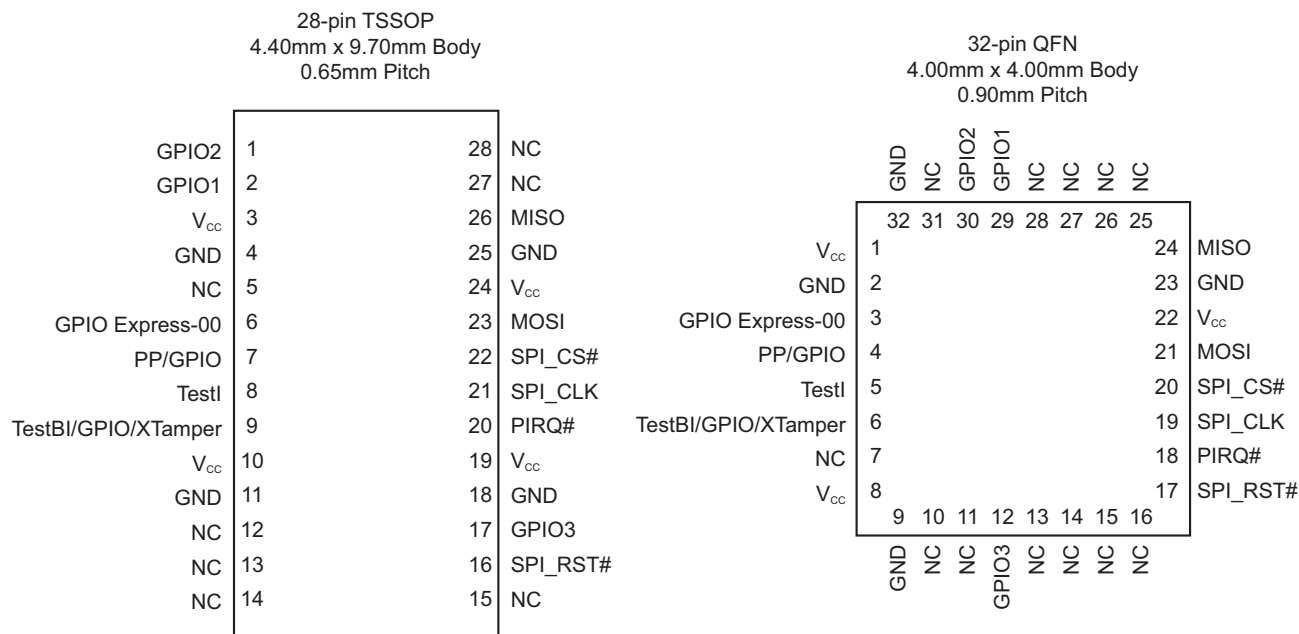 28-pin TSSOP
4.40mm x 9.70mm Body
0.65mm Pitch
GPIO2 1 28 NC
GPIO1 2 27 NC
Vcc 3 26 MISO
GND 4 25 GND
NC 5 24 Vcc
GPIO Express-00 6 23 MOSI
PP/GPIO 7 22 SPI_CS#
TestI 8 21 SPI_CLK
TestBI/GPIO/XTamper 9 20 PIRQ#
Vcc 10 19 Vcc
GND 11 18 GND
NC 12 17 GPIO3
NC 13 16 SPI_RST#
NC 14 15 NC
32-pin QFN
4.00mm x 4.00mm Body
0.90mm Pitch
GND NC GPIO2 GPIO1 NC NC NC NC
32 31 30 29 28 27 26 25
Vcc 1 24 MISO
GND 2 23 GND
GPIO Express-00 3 22 Vcc
PP/GPIO 4 21 MOSI
TestI 5 20 SPI_CS#
TestBI/GPIO/XTamper 6 19 SPI_CLK
NC 7 18 PIRQ#
Vcc 8 17 SPI_RST#
9 10 11 12 13 14 15 16
GND NC NC GPIO3 NC NC NC NC